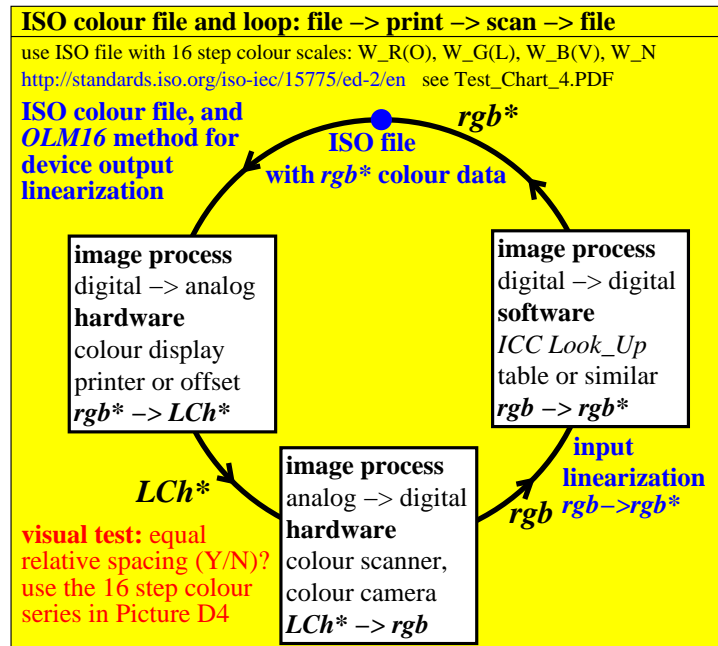 ISO colour file and loop: file −> print −> scan −> file
use ISO file with 16 step colour scales: W_R(O), W_G(L), W_B(V), W_N
http://standards.iso.org/iso-iec/15775/ed-2/en   see Test_Chart_4.PDF
ISO colour file, and
OLM16 method for
device output
linearization
rgb*
ISO file
with rgb* colour data
image process
digital −> analog
hardware
colour display
printer or offset
rgb* −> LCh*
image process
digital −> digital
software
ICC Look_Up
table or similar
rgb −> rgb*
LCh*
image process
analog −> digital
hardware
colour scanner,
colour camera
LCh* −> rgb
rgb
input
linearization
rgb−>rgb*
visual test: equal
relative spacing (Y/N)?
use the 16 step colour
series in Picture D4